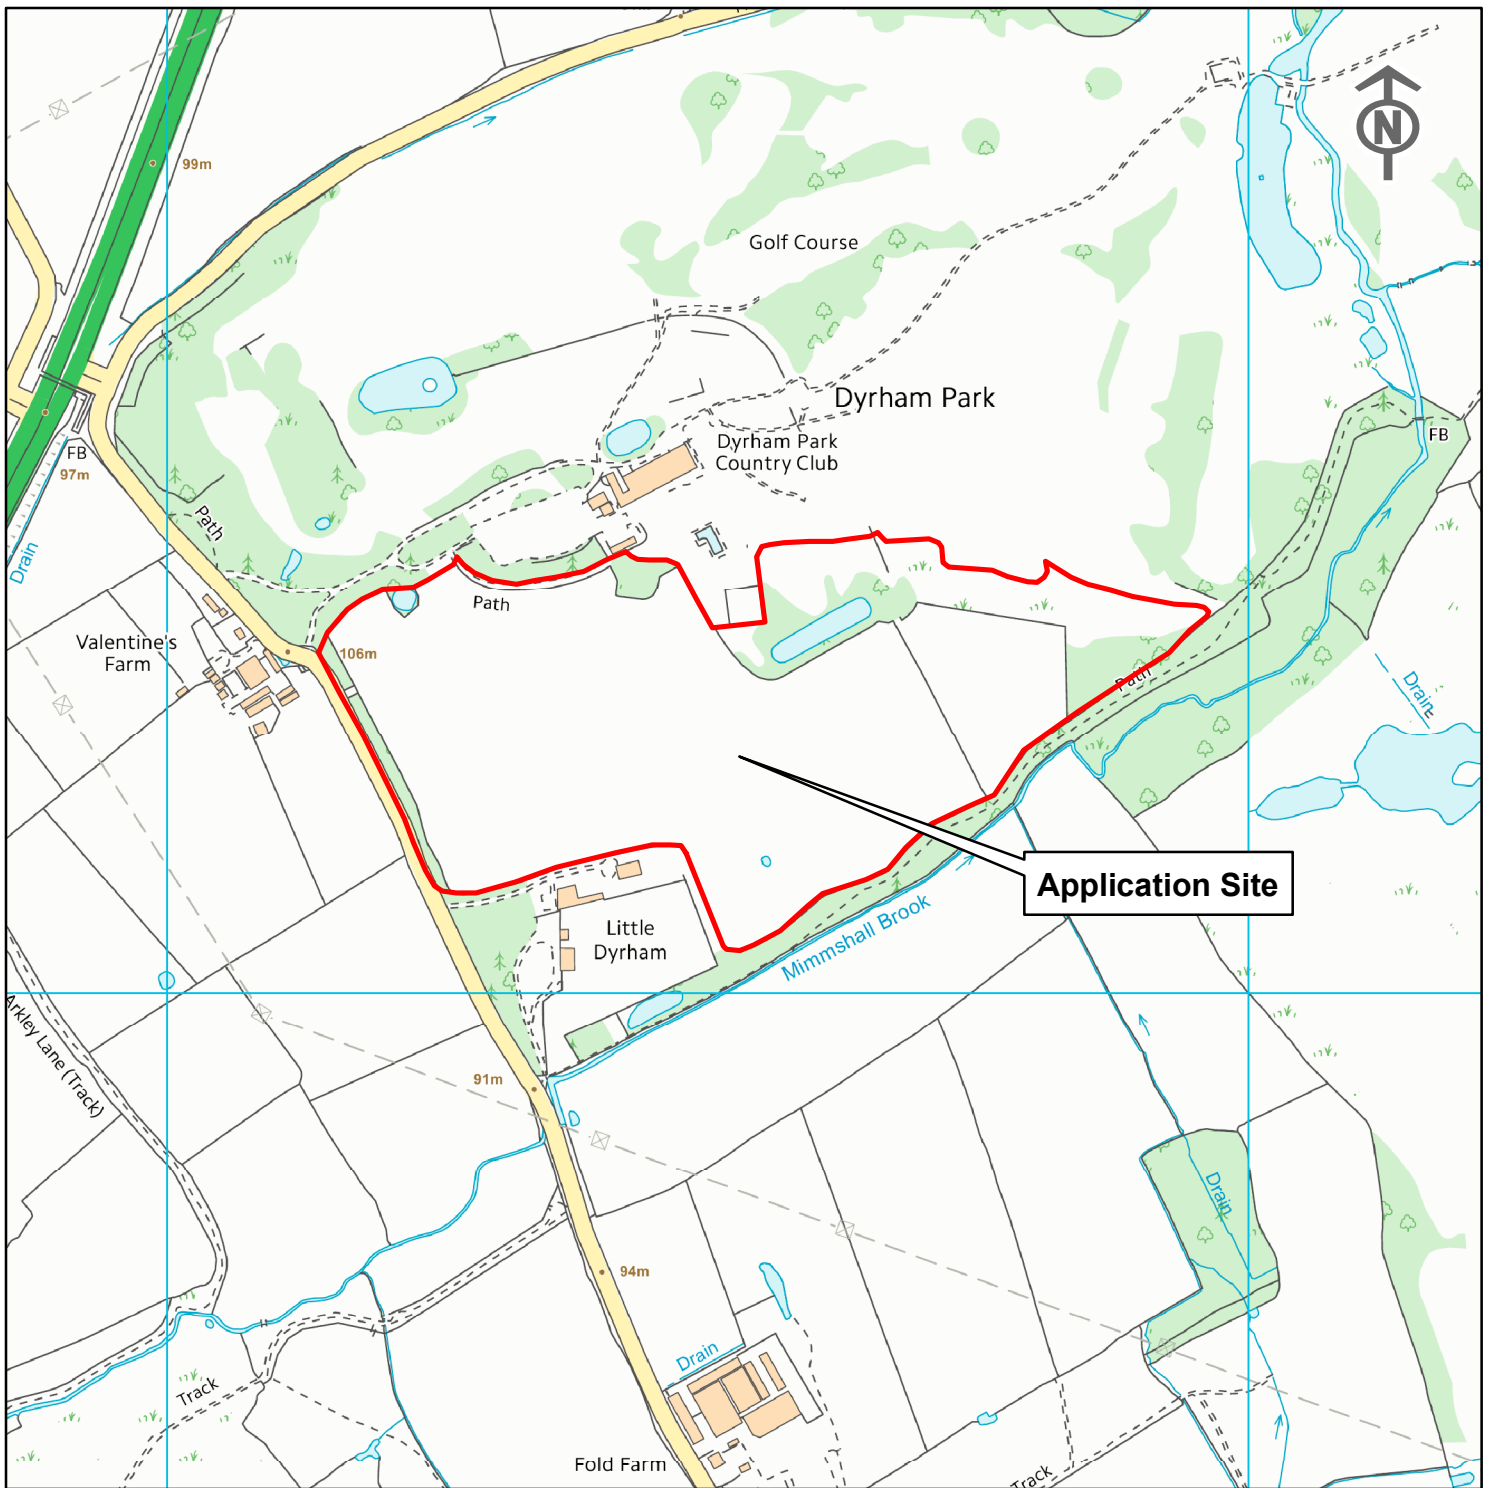 99m
N
Golf Course
Dyrham Park
Dyrham Park
Country Club
FB
FB
97m
Path
Drain
Path
Valentine's
Farm
106m
Path
Drain
Application Site
Little
Dyrham
Mimmshall Brook
Arkley Lane (Track)
91m
Drain
94m
Drain
Track
Fold Farm
Track